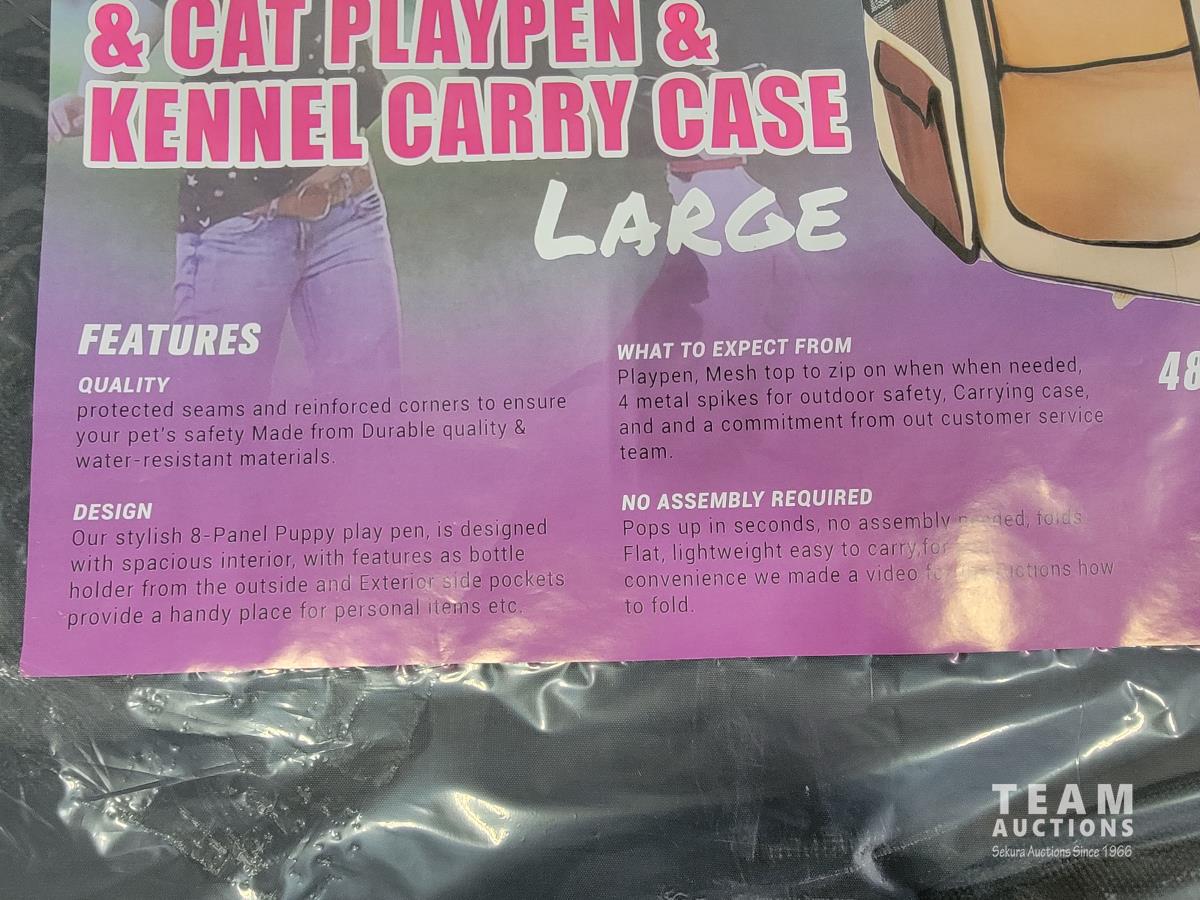 & CAT PLAYPEN &
KENNEL CARRY CASE
LARGE
FEATURES
QUALITY
protected seams and reinforced corners to ensure
your pet's safety Made from Durable quality &
water-resistant materials.
DESIGN
Our stylish 8-Panel Puppy play pen, is designed
with spacious interior, with features as bottle
holder from the outside and Exterior side pockets
provide a handy place for personal items etc.
WHAT TO EXPECT FROM
Playpen, Mesh top to zip on when when needed,
4 metal spikes for outdoor safety, Carrying case,
and and a commitment from out customer service
team.
NO ASSEMBLY REQUIRED
Pops up in seconds, no assembly needed, folds
Flat, lightweight easy to carry,for
convenience we made a video how
to fold.
48
TEAM
AUCTIONS
Sekura Auctions Since 1966